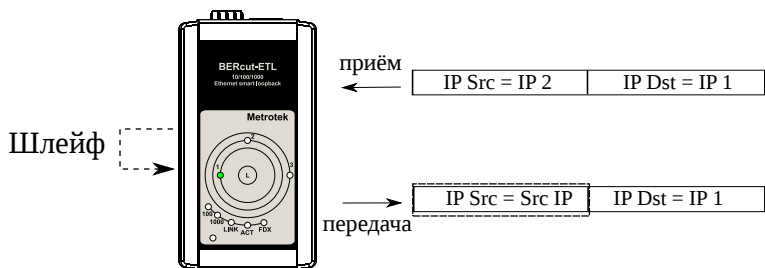 BERcut-ETL
10/100/1000
Ethernet smart loopback
Metrotek
2
1
3
L
100
1000
LINK
ACT
FDX
Шлейф
приём
IP Src = IP 2
IP Dst = IP 1
передача
IP Src = Src IP
IP Dst = IP 1